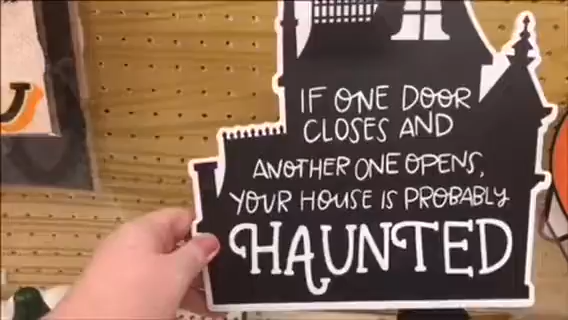 IF ONE DOOR
CLOSES AND
ANOTHER ONE OPENS,
YOUR HOUSE IS PROBABLY
HAUNTED